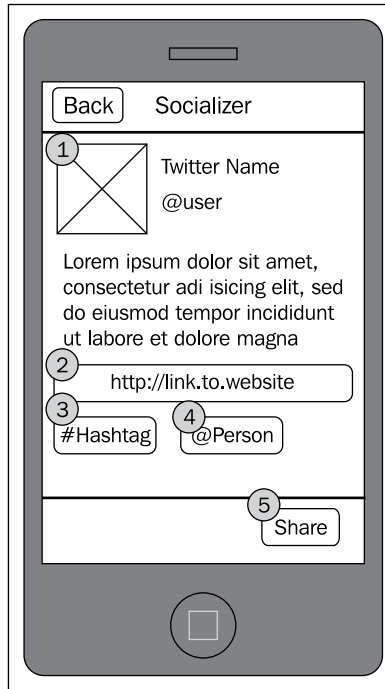 Back Socializer
1
Twitter Name
@user
Lorem ipsum dolor sit amet,
consectetur adi isicing elit, sed
do eiusmod tempor incididunt
ut labore et dolore magna
2
http://link.to.website
3 4
#Hashtag @Person
5
Share